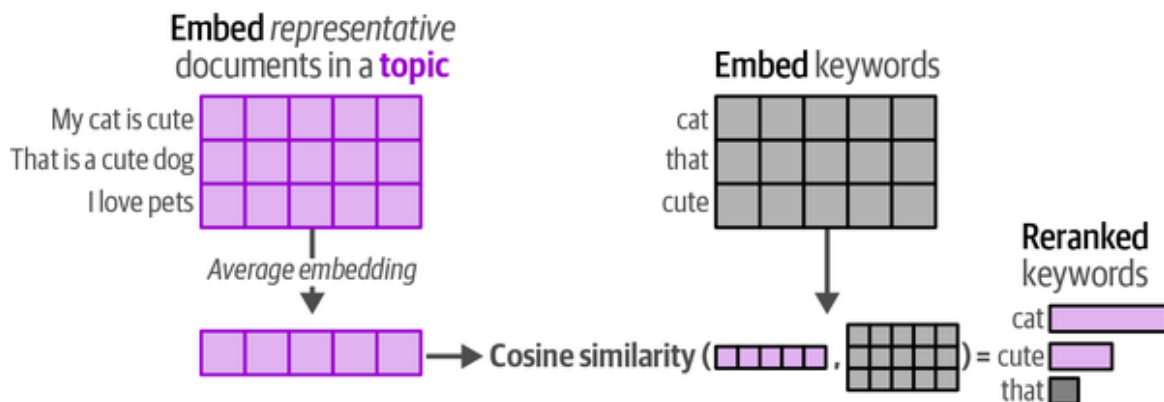 Embed representative
documents in a topic
My cat is cute
That is a cute dog
I love pets
Average embedding
Embed keywords
cat
that
cute
Cosine similarity ( , ) =
Reranked
keywords
cat
cute
that